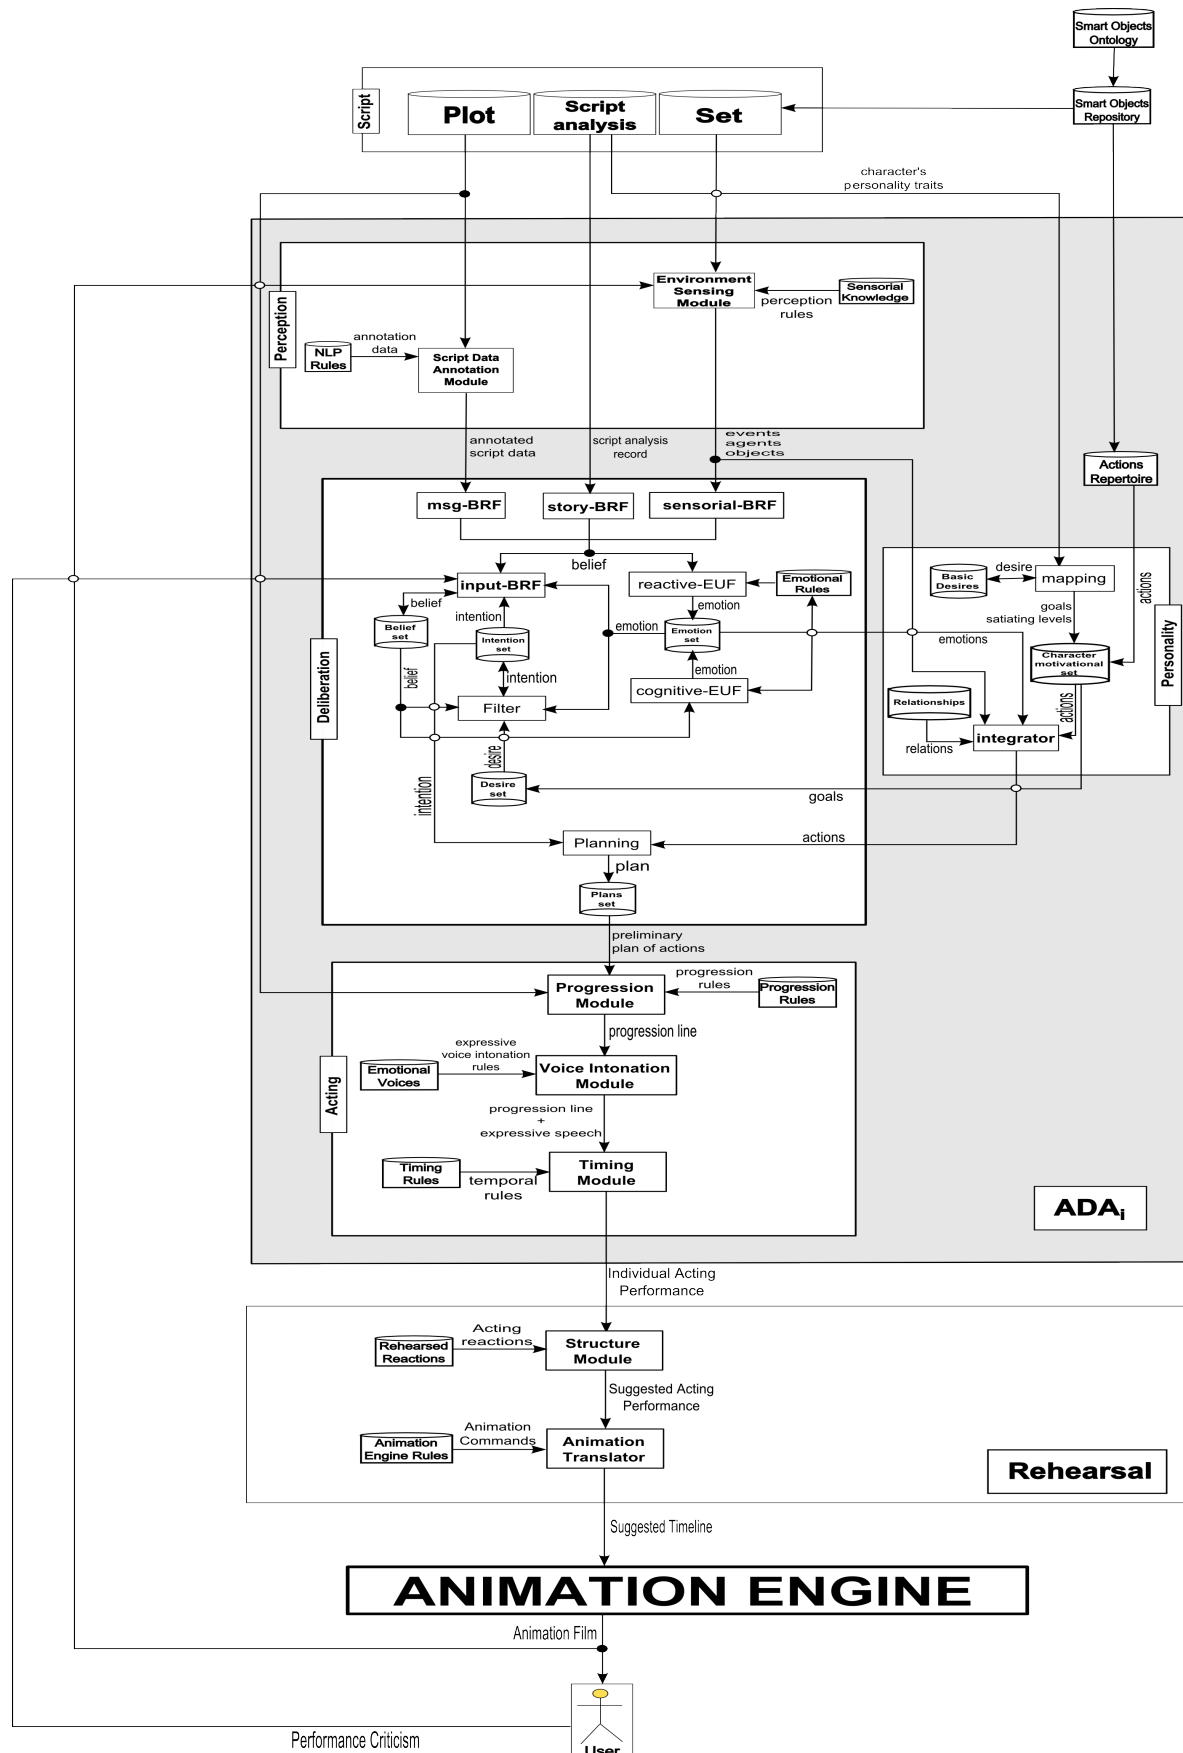 Smart Objects
Ontology
Script
Plot
Script
analysis
Set
Smart Objects
Repository
character's
personality traits
Perception
Environment
Sensing
Module
perception
rules
Sensorial
Knowledge
NLP
Rules
annotation
data
Script Data
Annotation
Module
annotated
script data
script analysis
record
events
agents
objects
Actions
Repertoire
Deliberation
msg-BRF
story-BRF
sensorial-BRF
belief
input-BRF
reactive-EUF
Emotional
Rules
belief
intention
emotion
Belief
set
Intention
set
emotion
Emotion
set
emotions
belief
intention
emotion
Filter
cognitive-EUF
desire
Desire
set
intention
goals
Planning
actions
plan
Plans
set
Personality
Basic
Desires
desire
mapping
actions
goals
satiating levels
Character
motivational
set
Relationships
actions
relations
integrator
preliminary
plan of actions
Acting
Progression
Module
progression
rules
Progression
Rules
progression line
Emotional
Voices
expressive
voice intonation
rules
Voice Intonation
Module
progression line
+
expressive speech
Timing
Rules
temporal
rules
Timing
Module
ADAi
Individual Acting
Performance
Rehearsed
Reactions
Acting
reactions
Structure
Module
Suggested Acting
Performance
Animation
Engine Rules
Animation
Commands
Animation
Translator
Rehearsal
Suggested Timeline
ANIMATION ENGINE
Animation Film
Performance Criticism
User